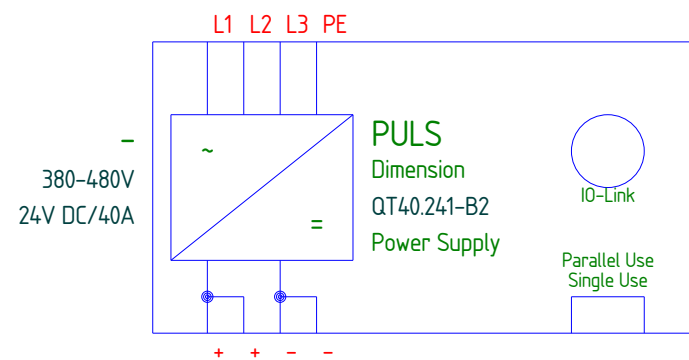 L1 L2 L3 PE
–
380-480V
24V DC/40A
~
=
PULS
Dimension
QT40.241-B2
Power Supply
IO-Link
Parallel Use
Single Use
+ + – –